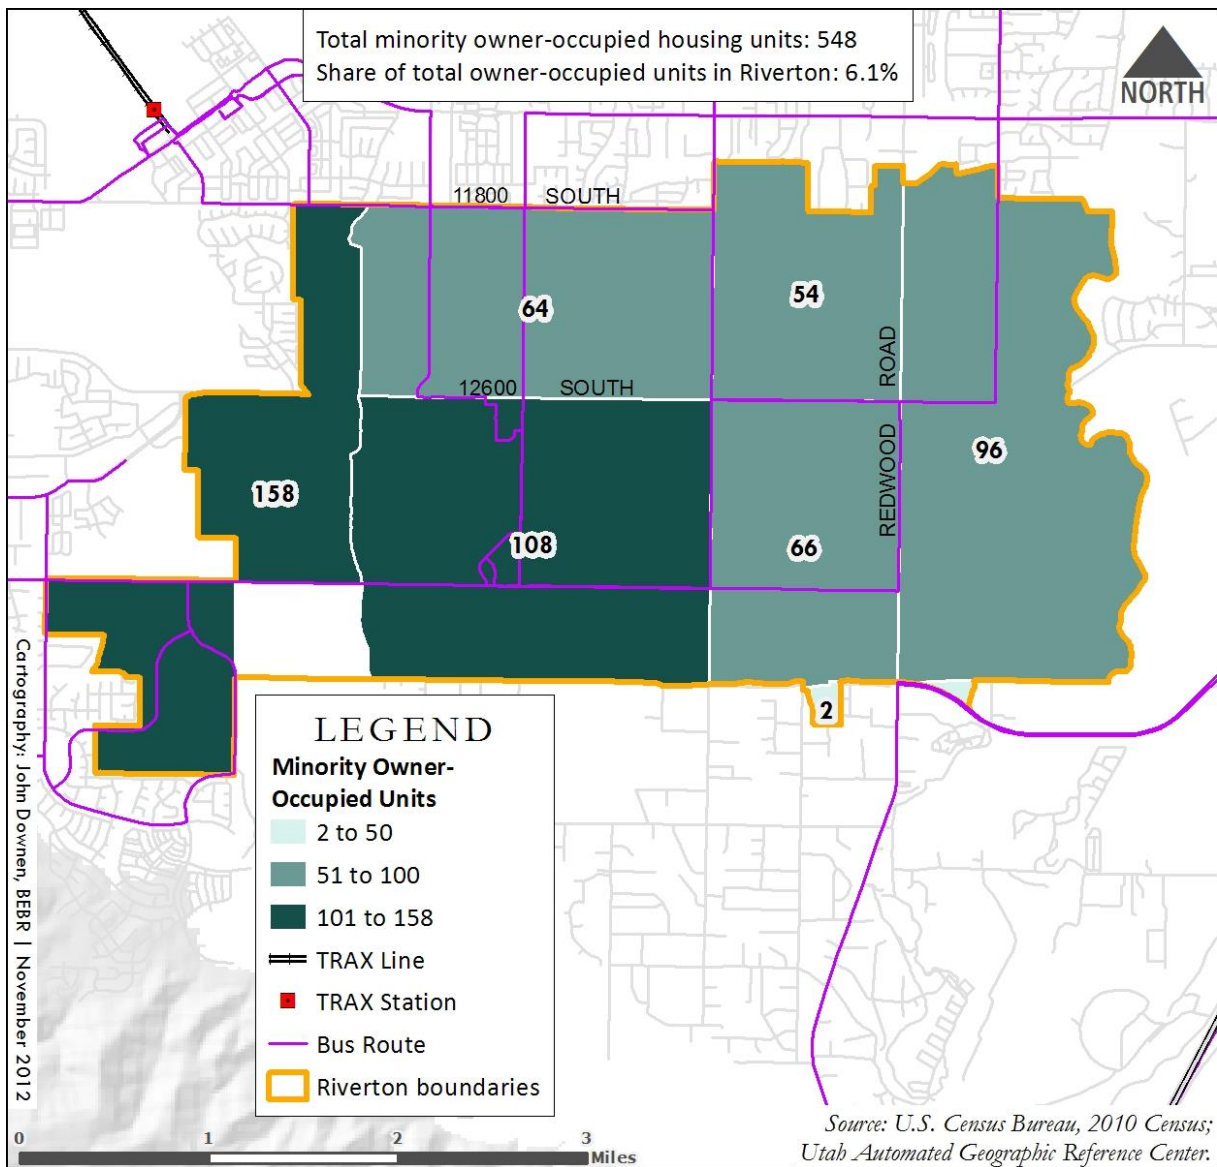 Total minority owner-occupied housing units: 548
Share of total owner-occupied units in Riverton: 6.1%
NORTH
11800 SOUTH
54
64
ROAD
12600 SOUTH
REDWOOD
96
158
108
66
2
LEGEND
Minority Owner-
Occupied Units
2 to 50
51 to 100
101 to 158
TRAX Line
TRAX Station
Bus Route
Riverton boundaries
Cartography: John Downen, BEBR | November 2012
0 1 2 3 Miles
Source: U.S. Census Bureau, 2010 Census;
Utah Automated Geographic Reference Center.